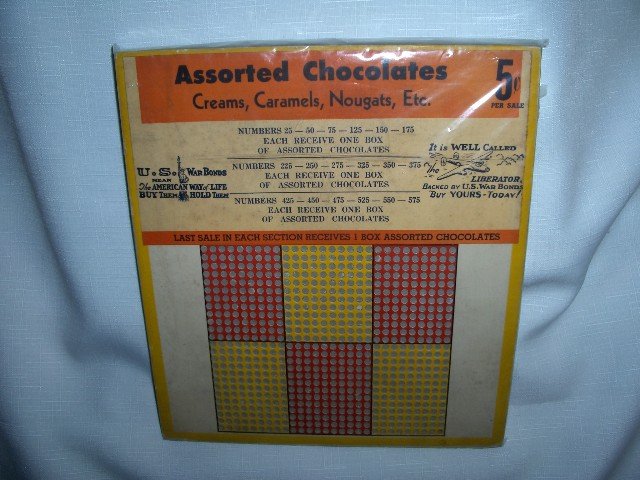 Assorted Chocolates
Creams, Caramels, Nougats, Etc.
5¢
PER SALE
NUMBERS 25 — 50 — 75 — 125 — 150 — 175
EACH RECEIVE ONE BOX
OF ASSORTED CHOCOLATES
NUMBERS 225 — 250 — 275 — 325 — 350 — 375
EACH RECEIVE ONE BOX
OF ASSORTED CHOCOLATES
NUMBERS 425 — 450 — 475 — 525 — 550 — 575
EACH RECEIVE ONE BOX
OF ASSORTED CHOCOLATES
U.S. WAR BONDS
MEAN
The AMERICAN WAY of LIFE
BUY THEM HOLD THEM
It is WELL CALLED
The
LIBERATOR
BACKED BY U.S. WAR BONDS
BUY YOURS - TODAY!
LAST SALE IN EACH SECTION RECEIVES 1 BOX ASSORTED CHOCOLATES